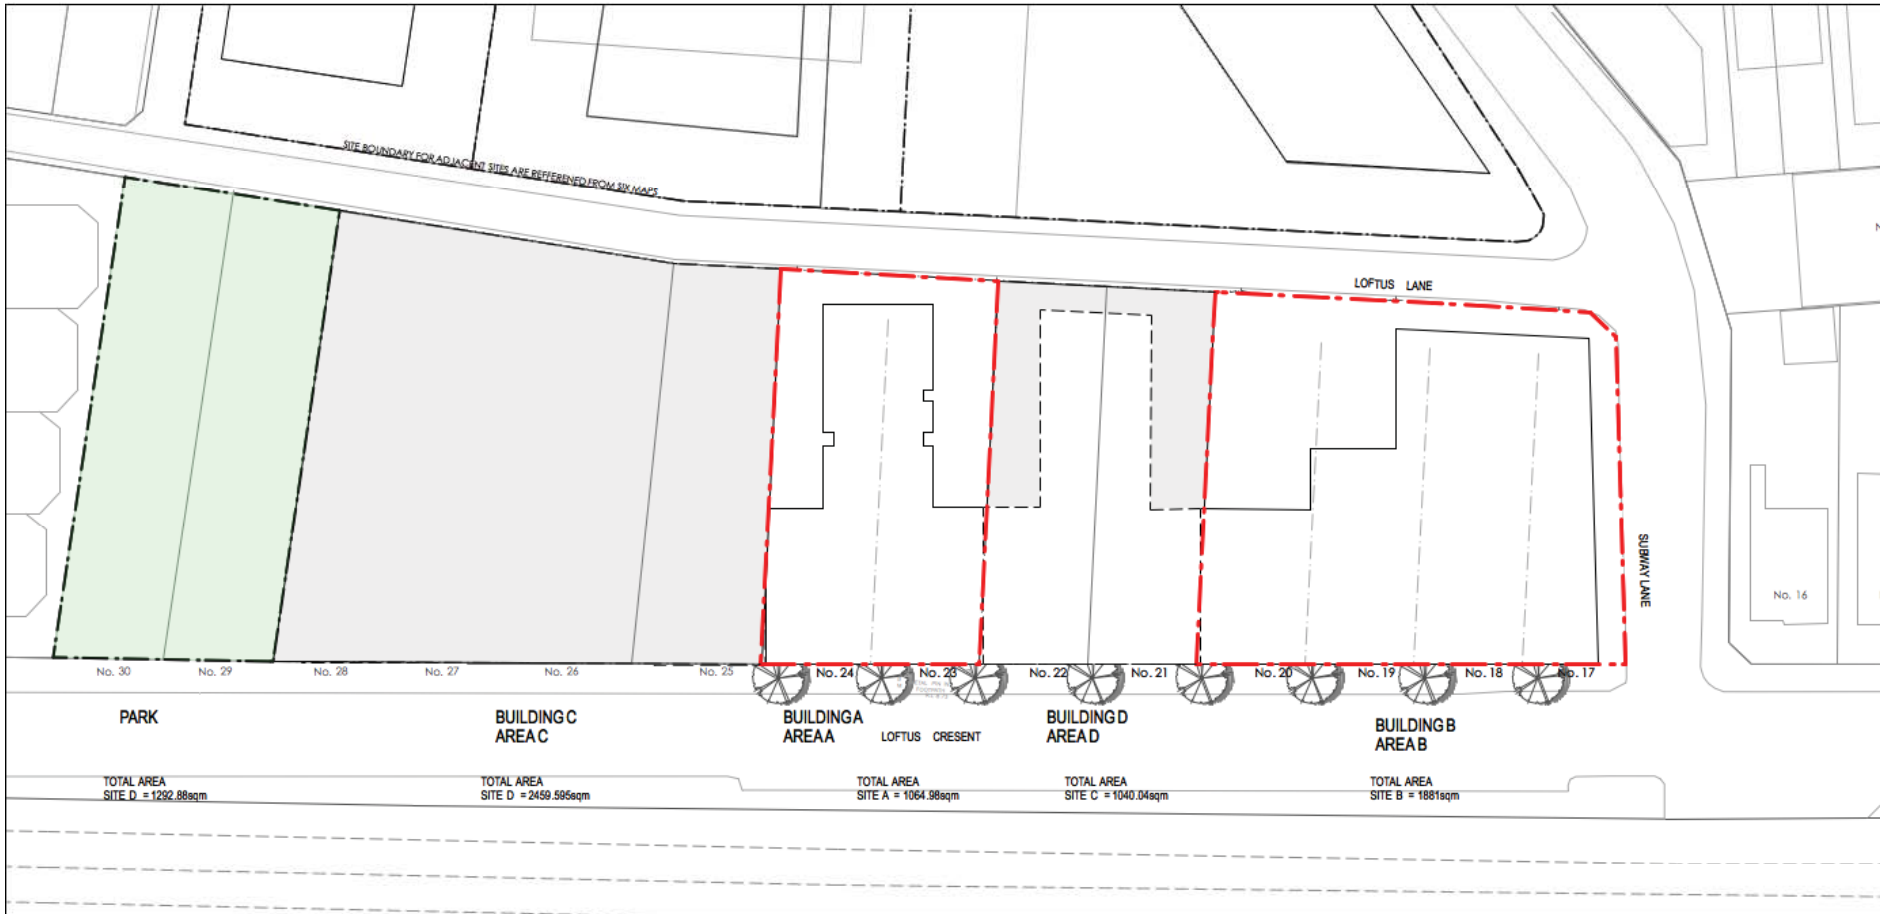 SITE BOUNDARY FOR ADJACENT SITES ARE REFFERENED FROM SIX MAPS
LOFTUS LANE
SUBWAY LANE
No. 16
No. 30
No. 29
No. 28
No. 27
No. 26
No. 25
No. 24
No. 23
No. 22
No. 21
No. 20
No. 19
No. 18
No. 17
PARK
BUILDING C
AREA C
BUILDING A
AREA A
LOFTUS CRESENT
BUILDING D
AREA D
BUILDING B
AREA B
TOTAL AREA
SITE D = 1292.88sqm
TOTAL AREA
SITE D = 2459.595sqm
TOTAL AREA
SITE A = 1064.98sqm
TOTAL AREA
SITE C = 1040.04sqm
TOTAL AREA
SITE B = 1881sqm